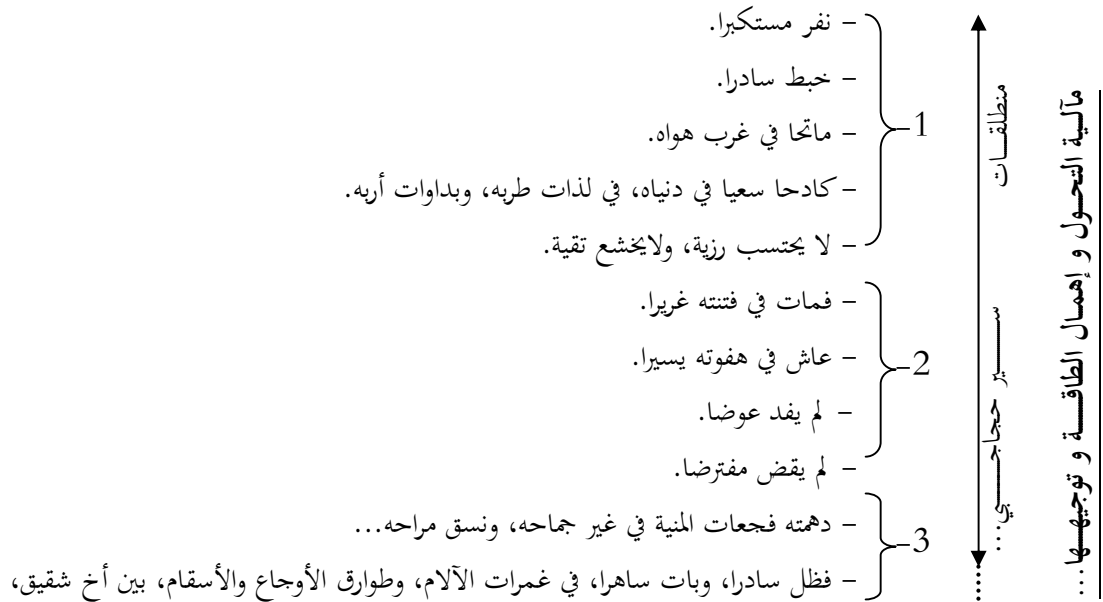 مآلية التحول و إهمال الطاقة و توجيهها...
منطلقات
سير حجاجي...
1-
- نفر مستكبرا.
- خبط سادرا.
- ماتحا في غرب هواه.
- كادحا سعيا في دنياه، في لذات طربه، وبداوات أربه.
- لا يحتسب رزية، ولايخشع تقية.
2-
- فمات في فتنته غريرا.
- عاش في هفوته يسيرا.
- لم يفد عوضا.
- لم يقض مفترضا.
3-
- دهمته فجعات المنية في غير جماحه، ونسق مراحه...
- فظل سادرا، وبات ساهرا، في غمرات الآلام، وطوارق الأوجاع والأسقام، بين أخ شقيق،